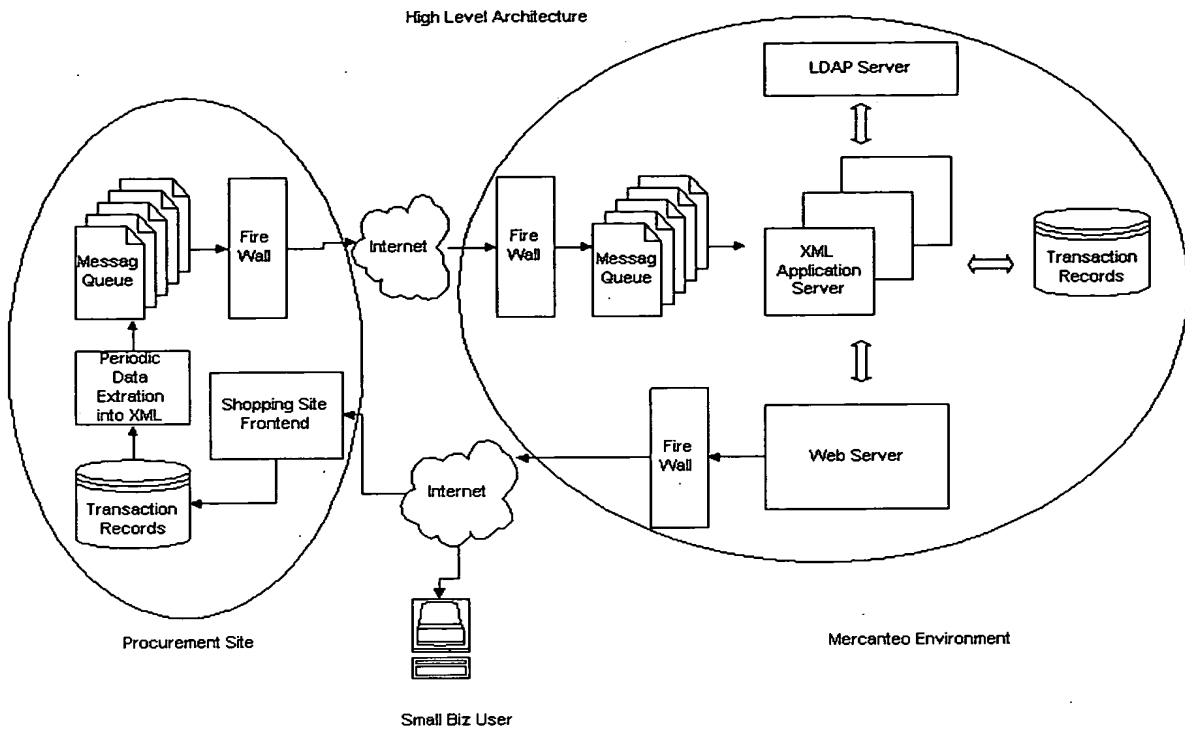 High Level Architecture
LDAP Server
Messag
Queue
Fire
Wall
Internet
Fire
Wall
Messag
Queue
XML
Application
Server
Transaction
Records
Periodic
Data
Extration
into XML
Shopping Site
Frontend
Transaction
Records
Internet
Fire
Wall
Web Server
Procurement Site
Mercanteo Environment
Small Biz User